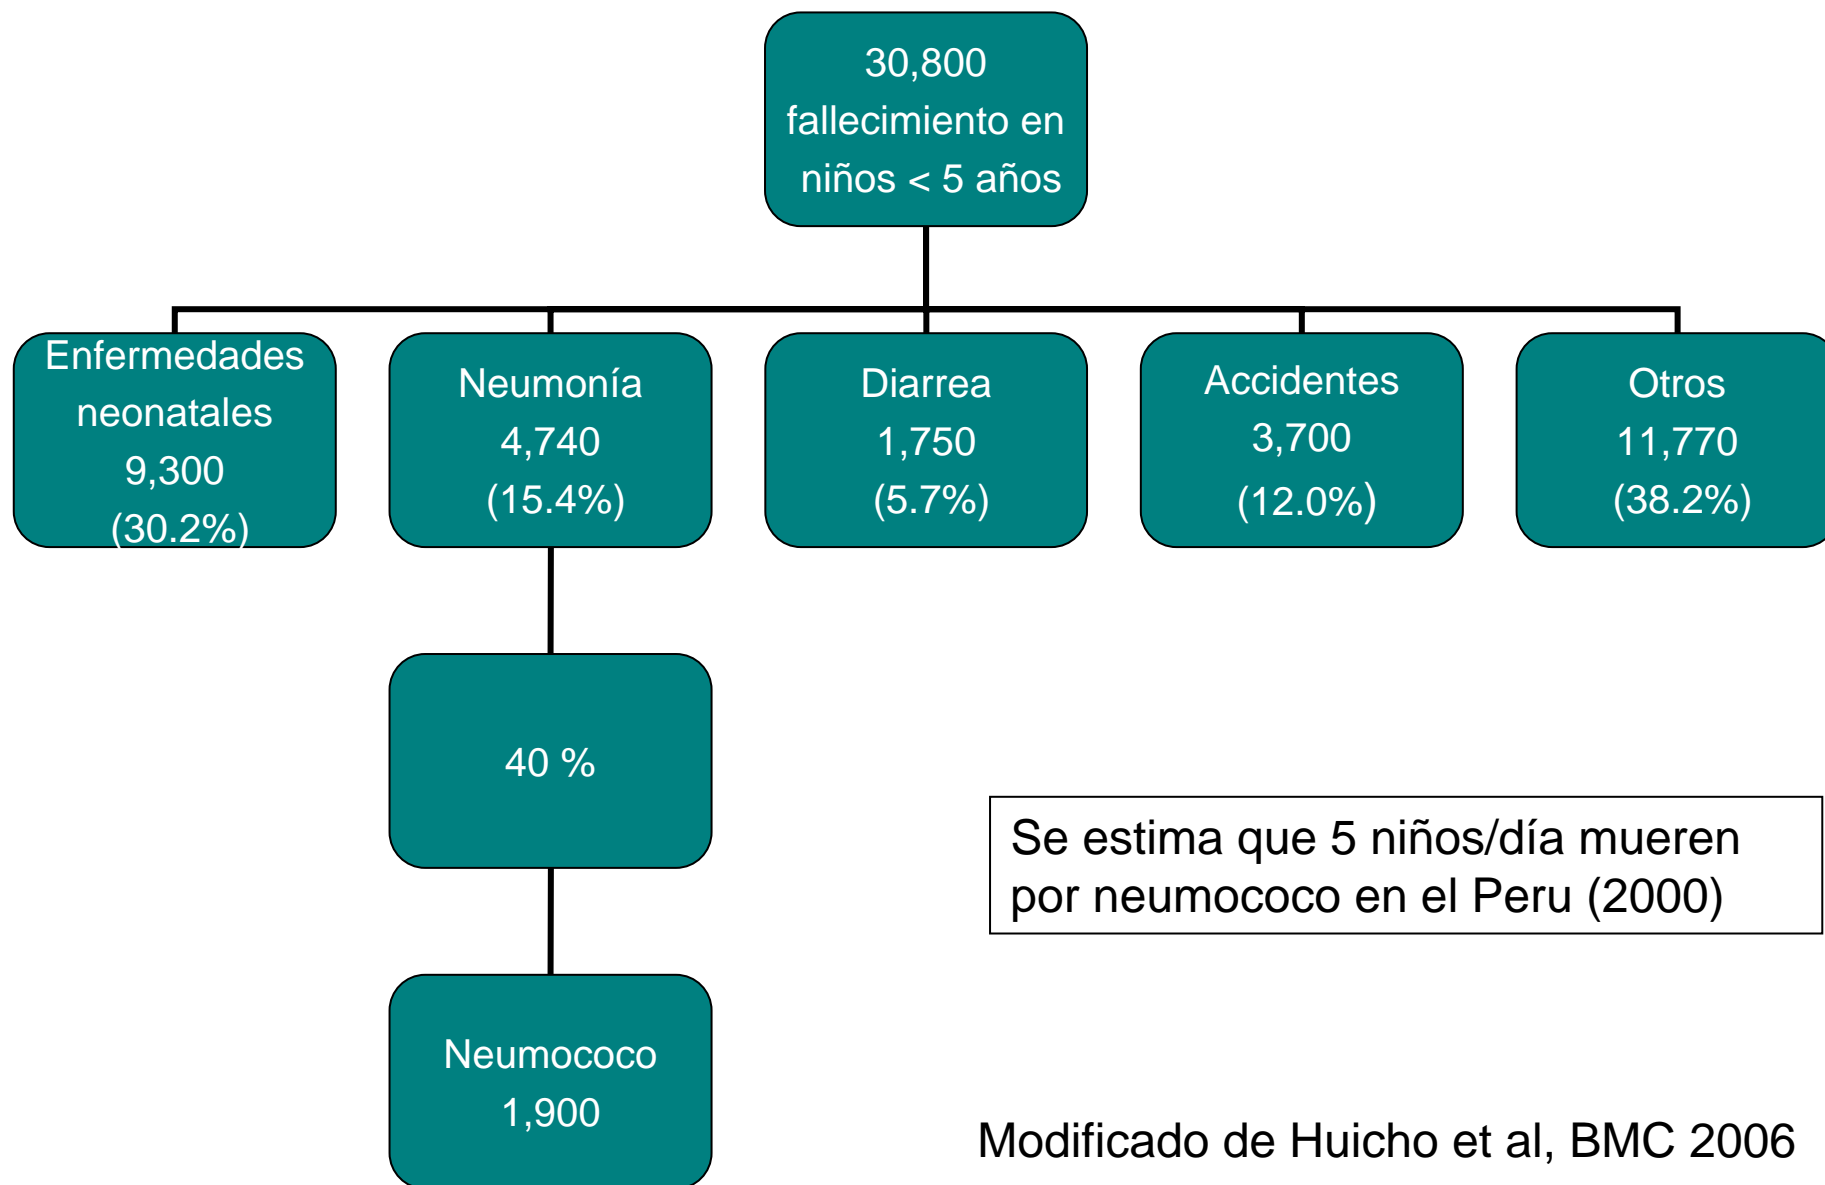 30,800
fallecimiento en
niños < 5 años
Enfermedades
neonatales
9,300
(30.2%)
Neumonía
4,740
(15.4%)
Diarrea
1,750
(5.7%)
Accidentes
3,700
(12.0%)
Otros
11,770
(38.2%)
40 %
Se estima que 5 niños/día mueren
por neumococo en el Peru (2000)
Neumococo
1,900
Modificado de Huicho et al, BMC 2006